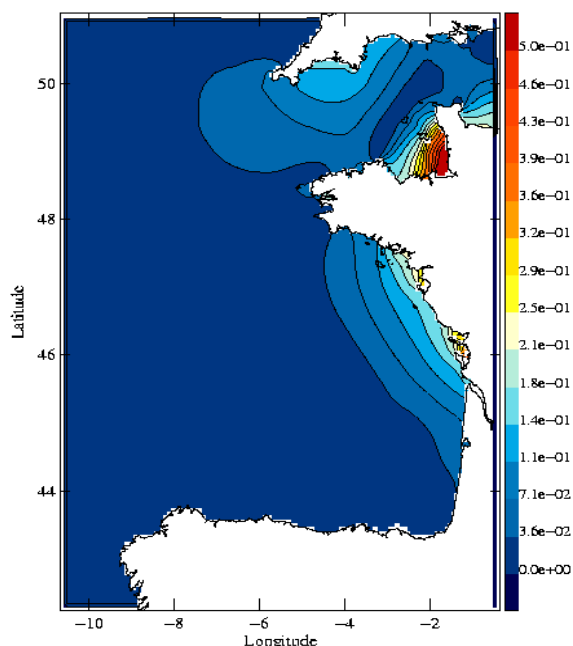 50
48
46
44
Latitude
−10
−8
−6
−4
−2
Longitude
5.0e−01
4.6e−01
4.3e−01
3.9e−01
3.6e−01
3.2e−01
2.9e−01
2.5e−01
2.1e−01
1.8e−01
1.4e−01
1.1e−01
7.1e−02
3.6e−02
0.0e+00